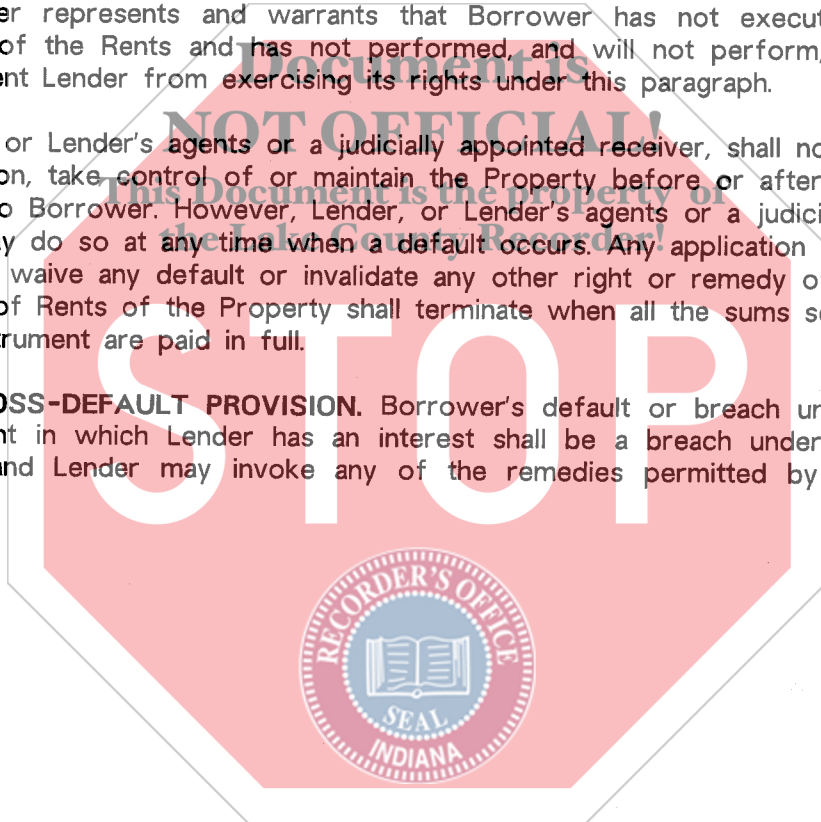 er represents and warrants that Borrower has not execut
of the Rents and has not performed, and will not perform,
ent Lender from exercising its rights under this paragraph.
or Lender's agents or a judicially appointed receiver, shall no
on, take control of or maintain the Property before or after
o Borrower. However, Lender, or Lender's agents or a judici
y do so at any time when a default occurs. Any application
waive any default or invalidate any other right or remedy o
of Rents of the Property shall terminate when all the sums se
rument are paid in full.
OSS-DEFAULT PROVISION. Borrower's default or breach un
nt in which Lender has an interest shall be a breach under
and Lender may invoke any of the remedies permitted by
Document is
NOT OFFICIAL!
This Document is the property of
the Lake County Recorder!
STOP
RECORDER'S OFFICE
SEAL
INDIANA